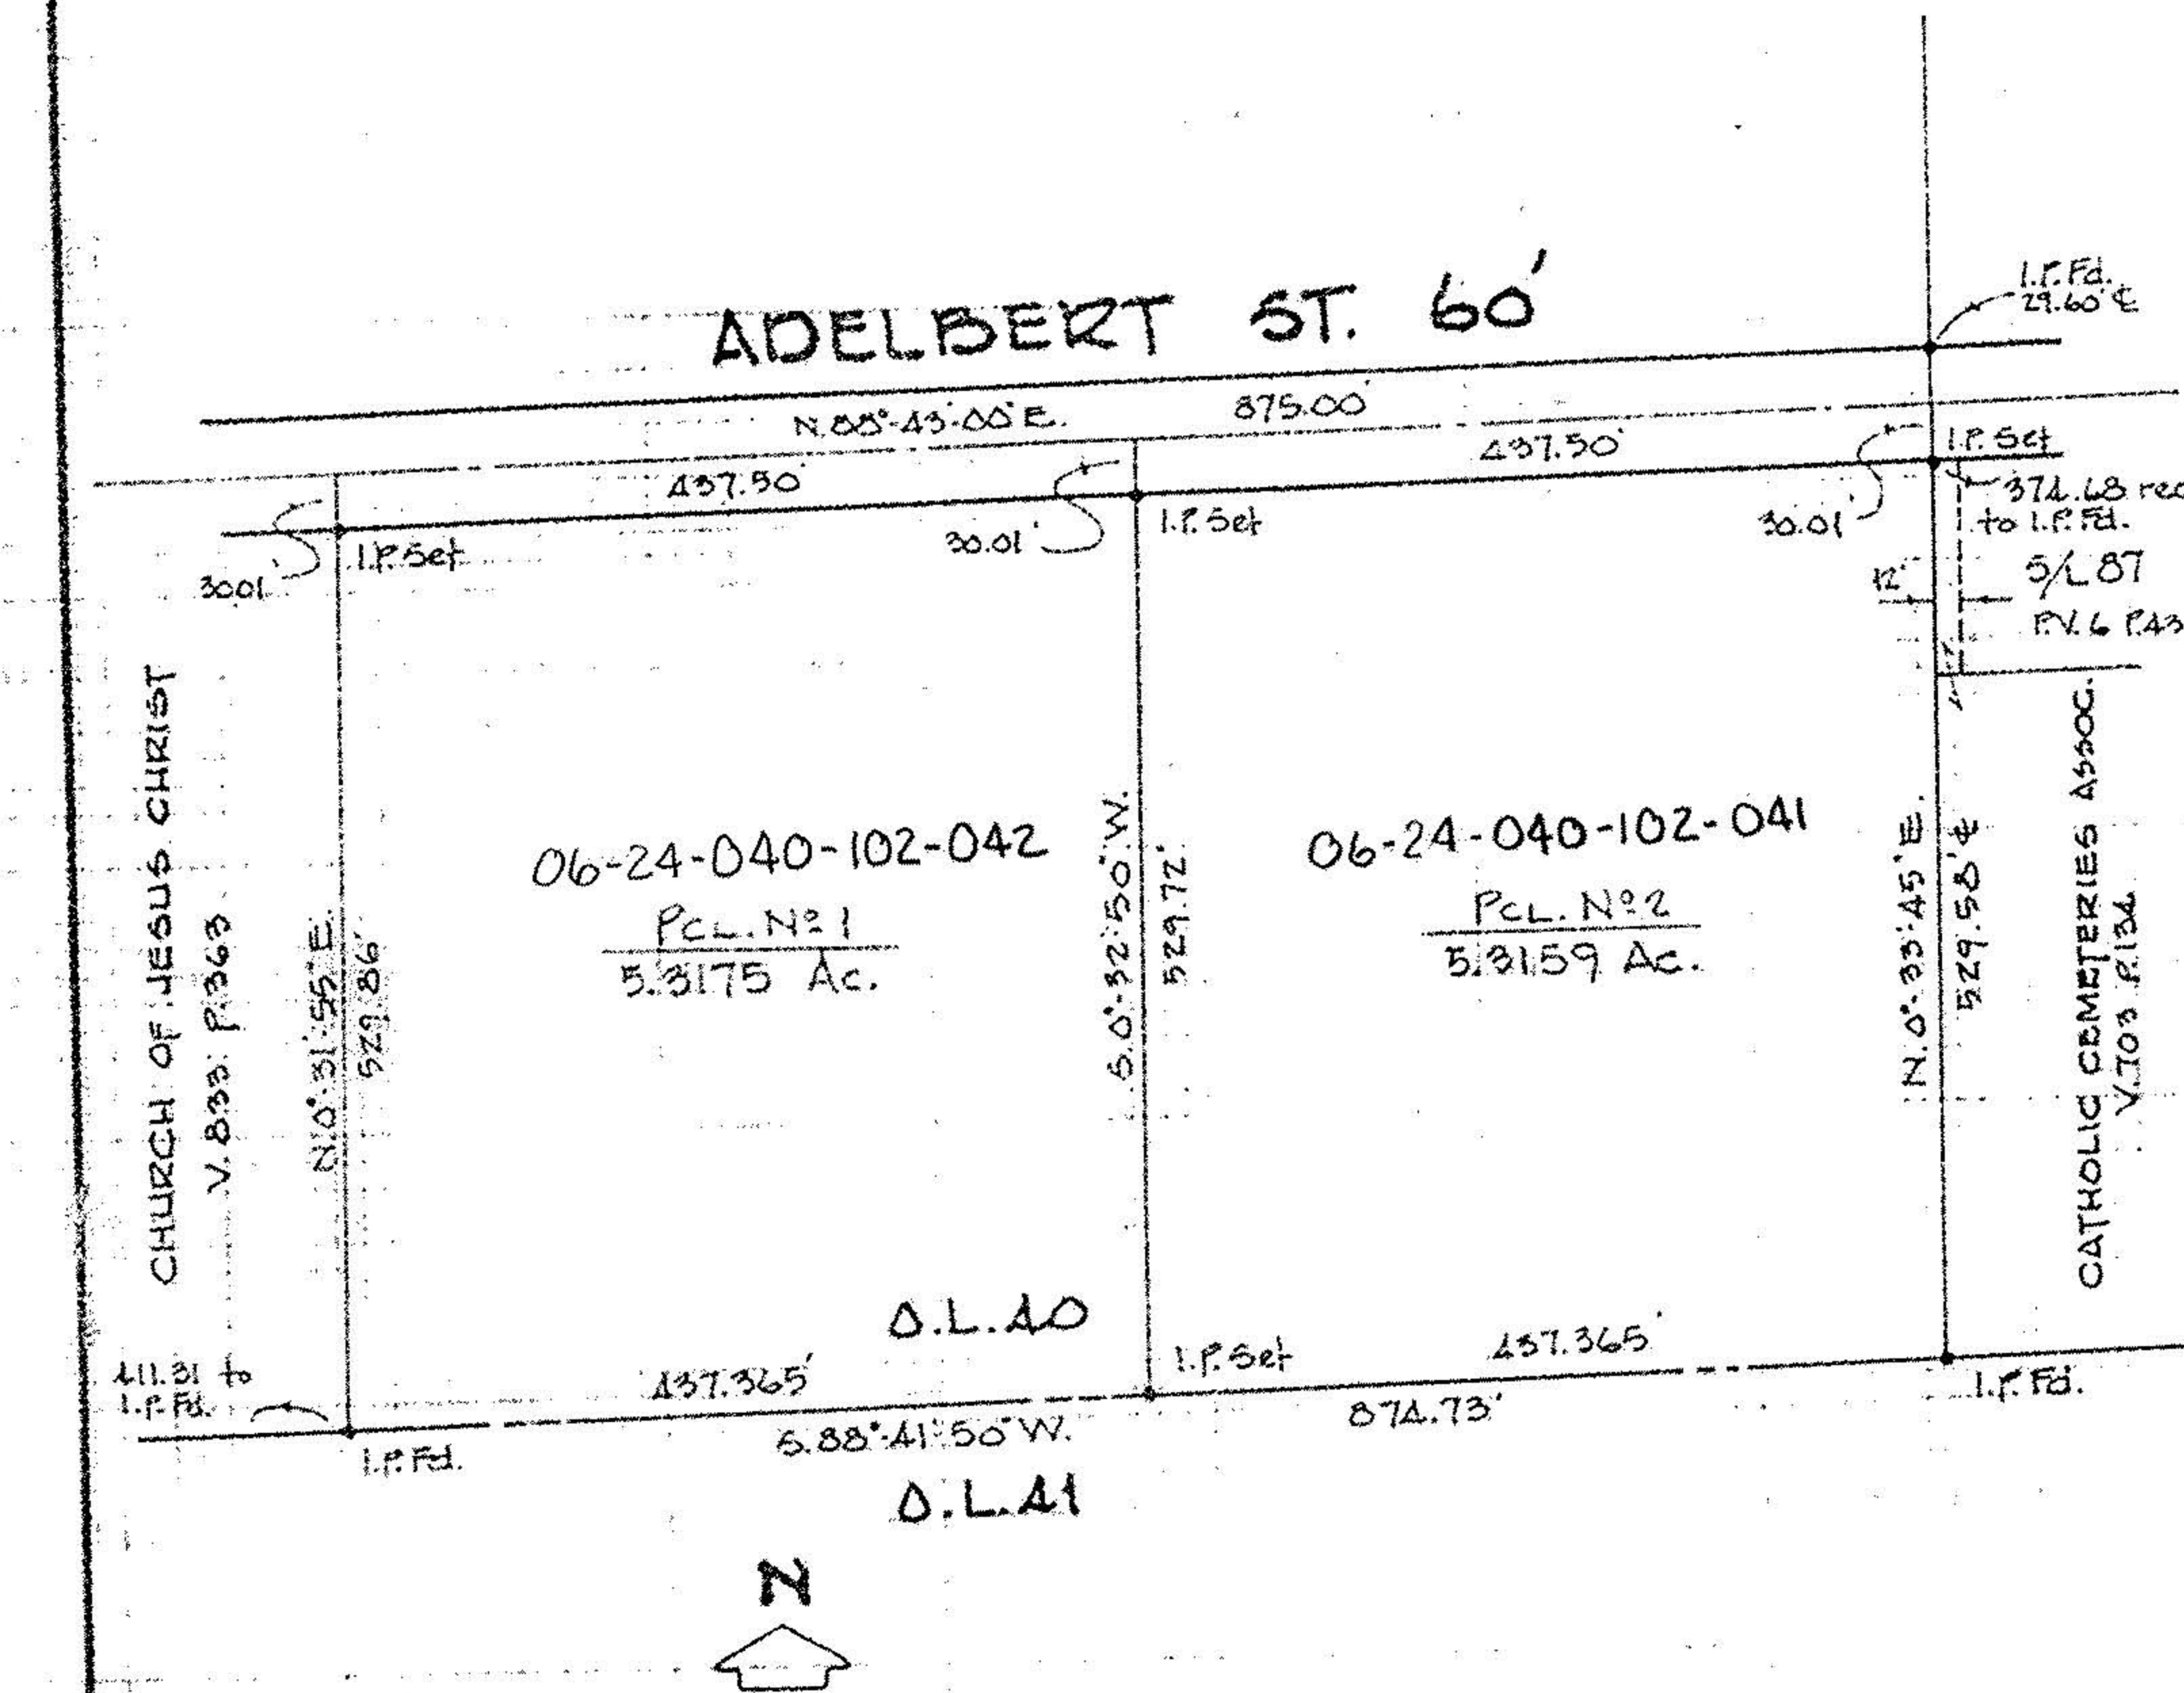 ADELBERT ST. 60'
I.P. Fd.
29.60' ¢
N.88°-43'-00" E. 875.00'
437.50'
437.50'
I.P. Set
I.P. Set
I.P. Set
30.01'
30.01'
30.01'
374.68 rec
to I.P. Fd.
12'
S/L 87
P.V. 6 P.43
CHURCH OF JESUS CHRIST
V. 833 P. 363
N.0°-31'-55" E.
529.86'
06-24-040-102-042
PCL. Nº 1
5.3175 Ac.
S.0°-32'-50" W.
529.72'
06-24-040-102-041
PCL. Nº 2
5.3159 Ac.
N.0°-33'-45" E.
529.58' ¢
CATHOLIC CEMETERIES ASSOC.
V. 703 P. 134
O.L. 40
411.31 to
I.P. Fd.
437.365'
I.P. Set
437.365'
I.P. Fd.
S.88°-41'-50" W.
874.73'
I.P. Fd.
O.L. 41
N